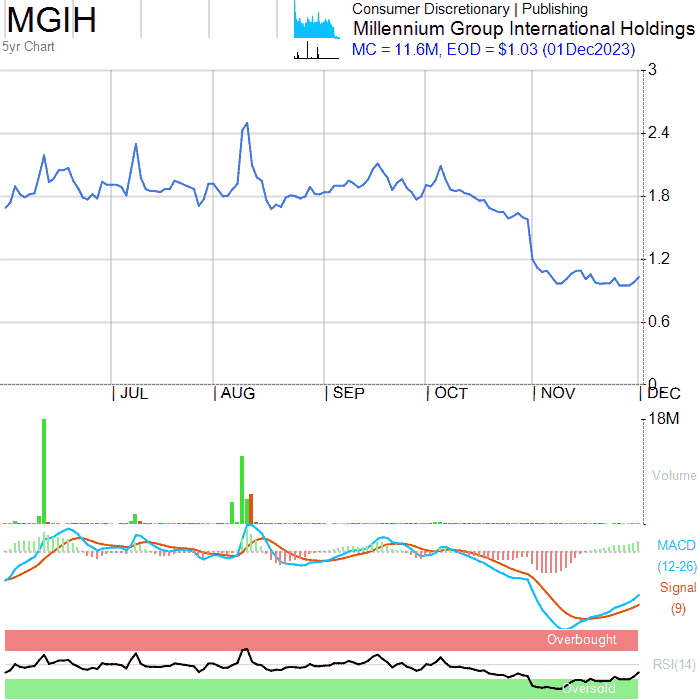 MGIH
5yr Chart
Consumer Discretionary | Publishing
Millennium Group International Holdings
MC = 11.6M, EOD = $1.03 (01Dec2023)
3
2.4
1.8
1.2
0.6
0
JUL
AUG
SEP
OCT
NOV
DEC
18M
Volume
MACD
(12-26)
Signal
(9)
Overbought
RSI(14)
Oversold